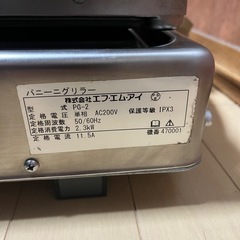 パニーニグリラー
株式会社エフ・エム・アイ
型 式 PG-2
定格電圧 単相 AC200V 保護等級 IPX3
定格周波数 50/60Hz
定格消費電力 2.3kW
定格電流 11.5A 機番 470001